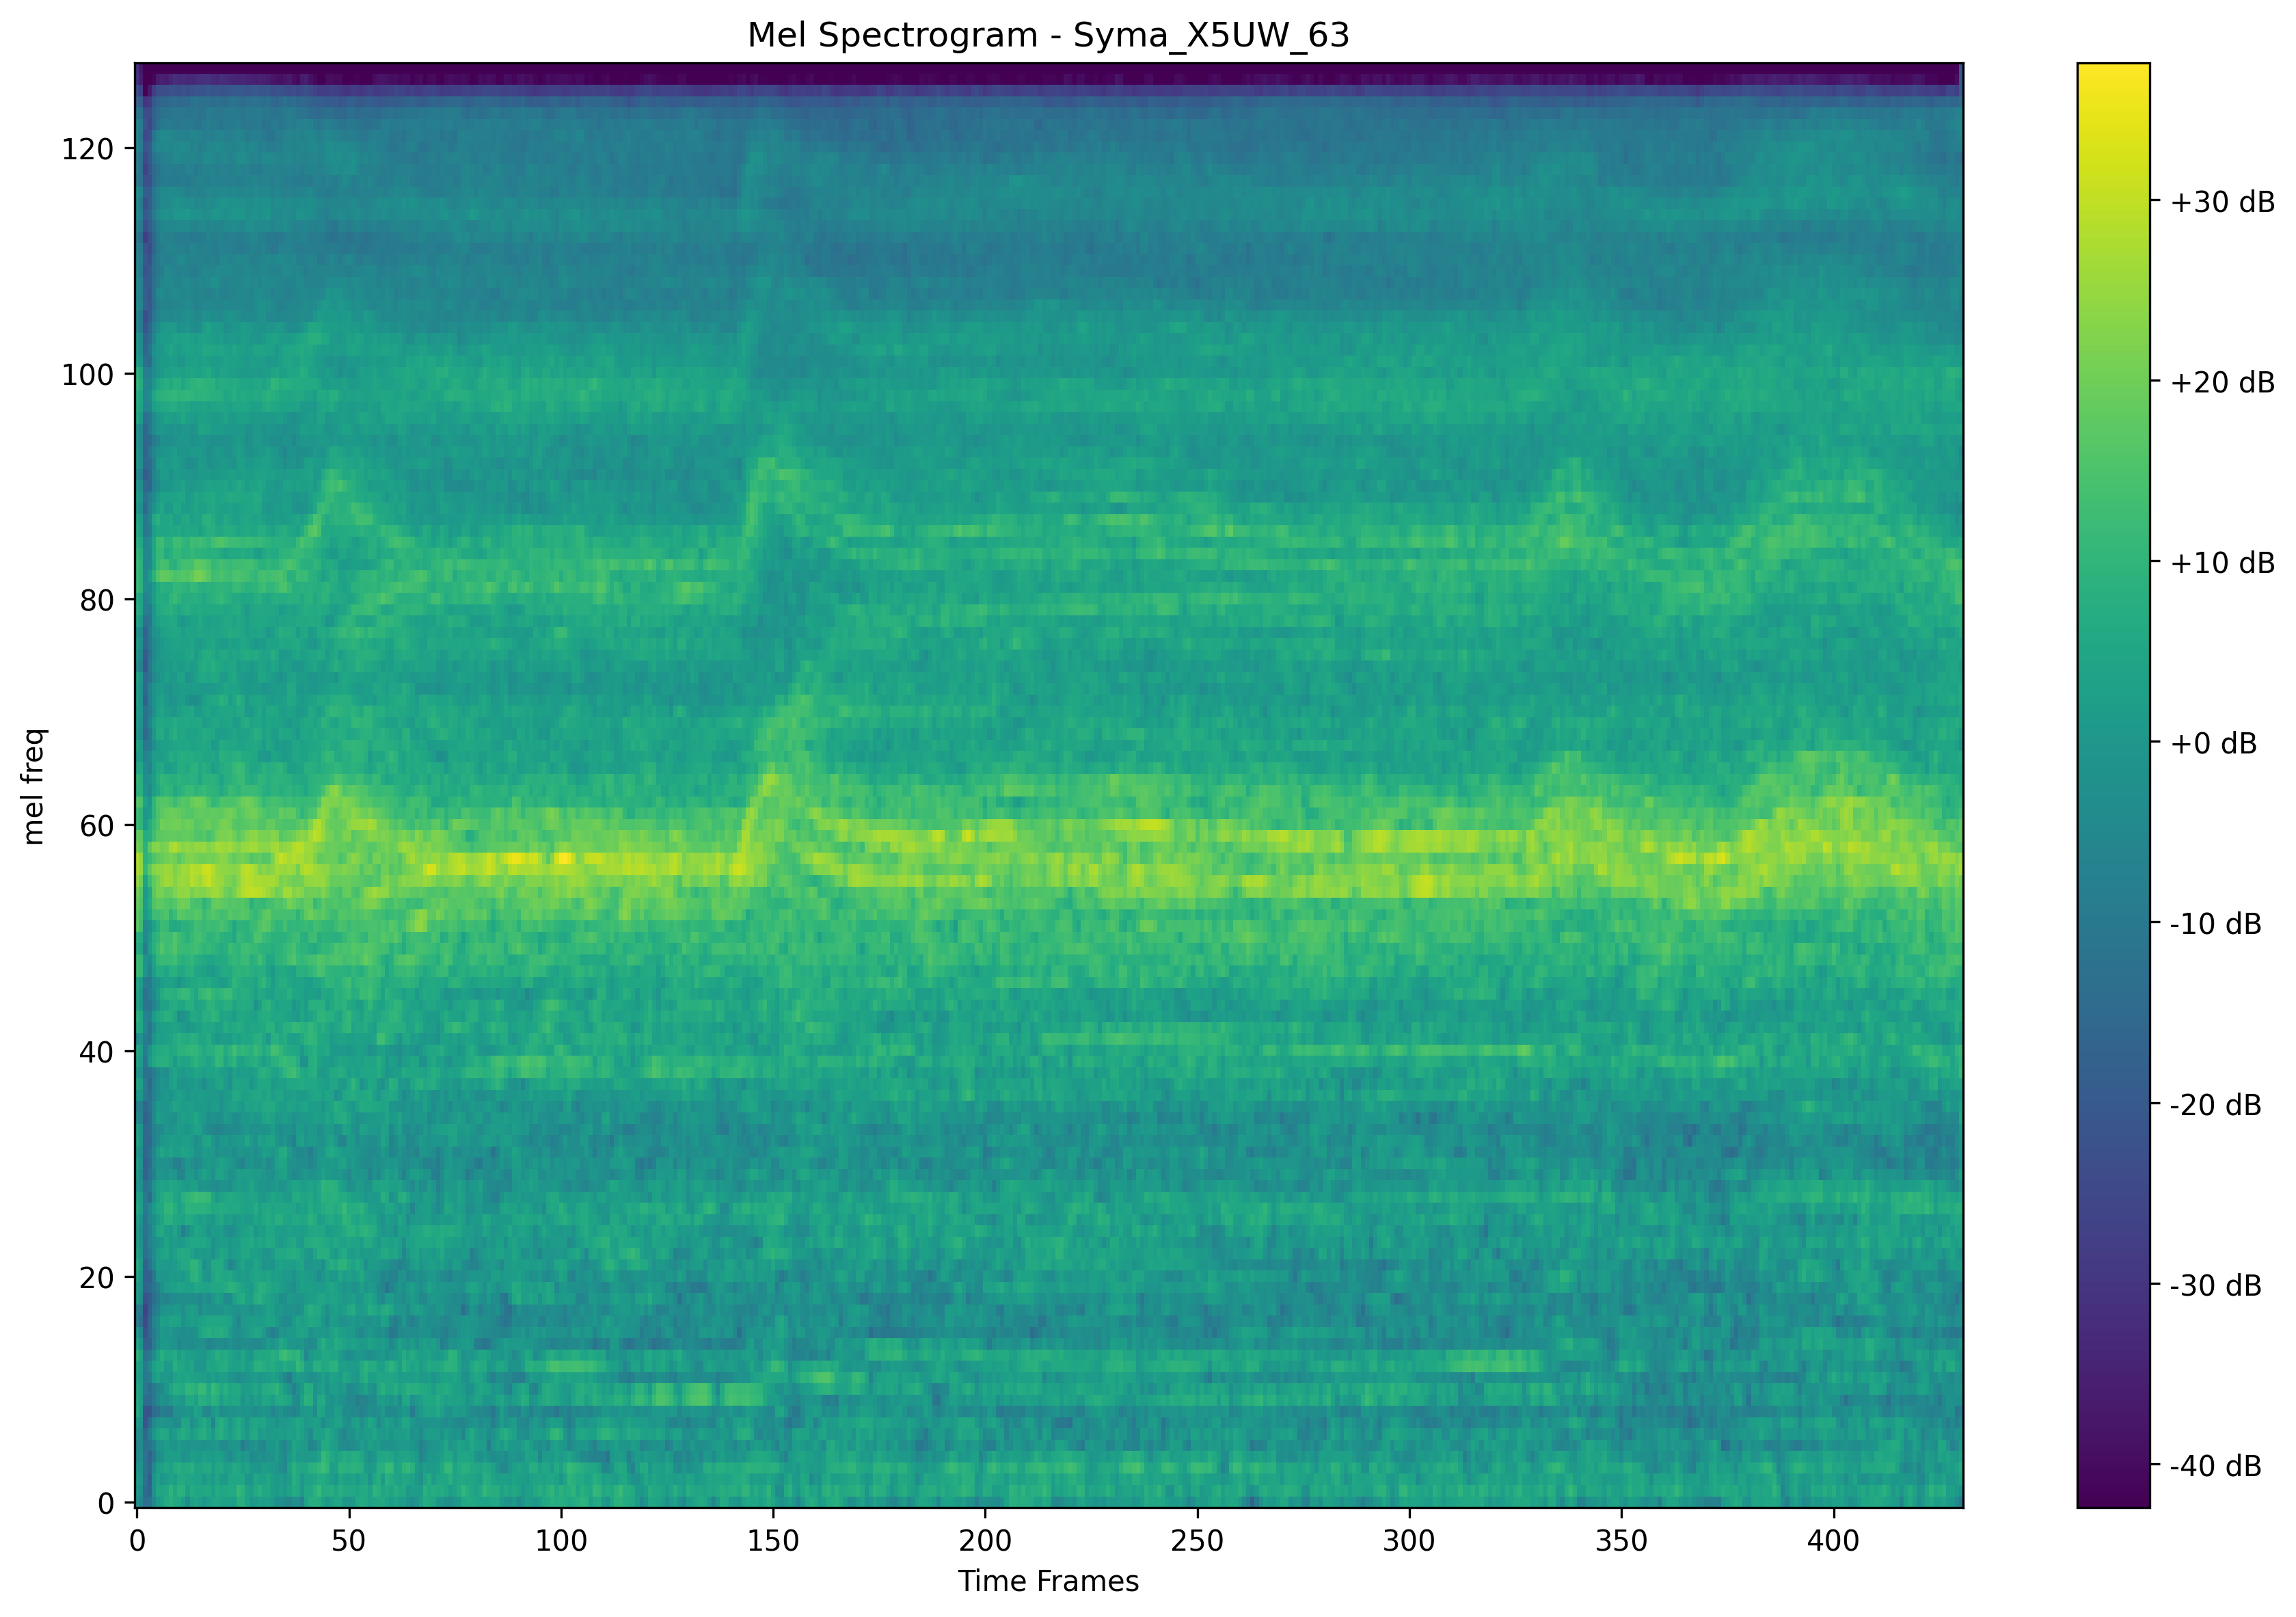 Mel Spectrogram - Syma_X5UW_63
mel freq
120
100
80
60
40
20
0
0 50 100 150 200 250 300 350 400
Time Frames
+30 dB
+20 dB
+10 dB
+0 dB
-10 dB
-20 dB
-30 dB
-40 dB